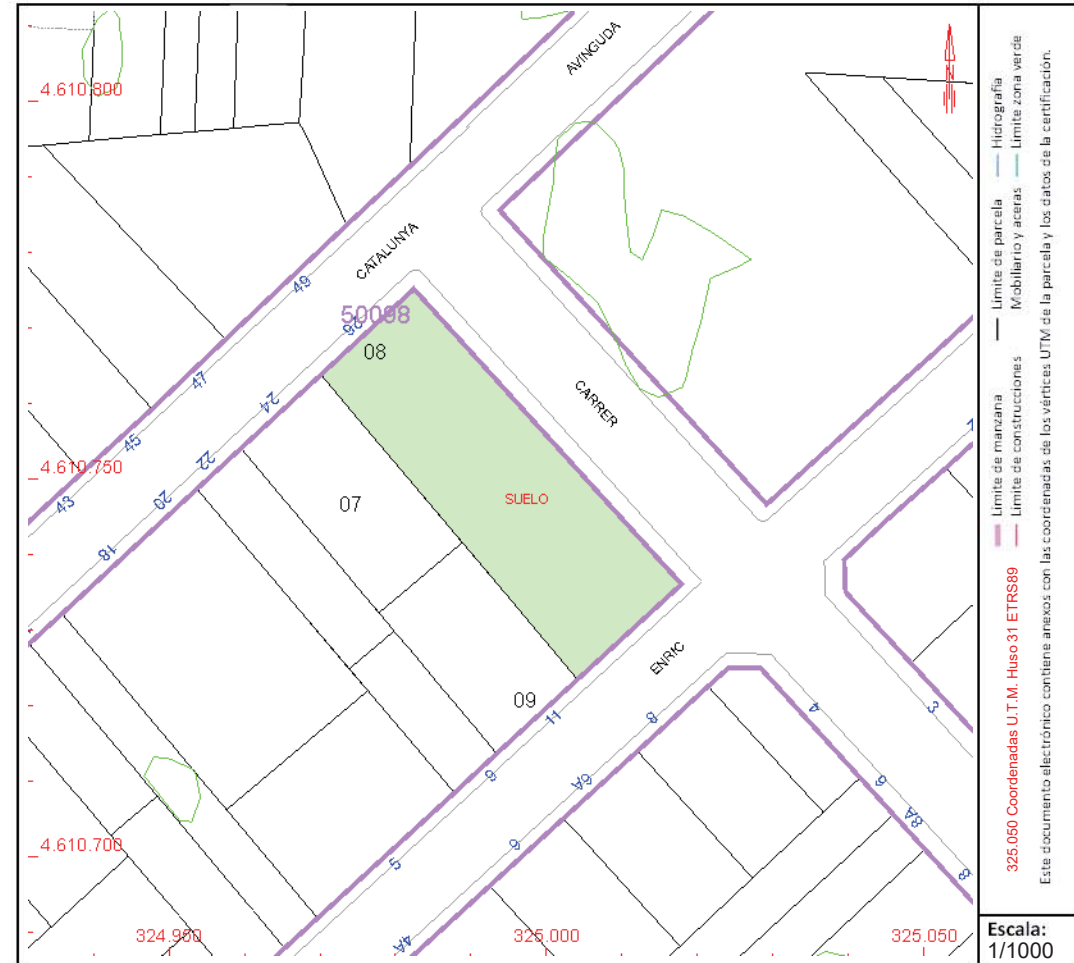 4.610.800
AVINGUDA
CATALUNYA
49
50098
26
08
47
24
CARRER
45
22
4.610.750
43
20
07
SUELO
18
ENRIC
09
11
8
4
3
9
6A
6
8A
5
6
8
4.610.700
4A
324.950
325.000
325.050
N
Hidrografía
Límite zona verde
Límite de parcela
Mobiliario y aceras
Límite de manzana
Límite de construcciones
325.050 Coordenadas U.T.M. Huso 31 ETRS89
Este documento electrónico contiene anexos con las coordenadas de los vértices UTM de la parcela y los datos de la certificación.
Escala:
1/1000